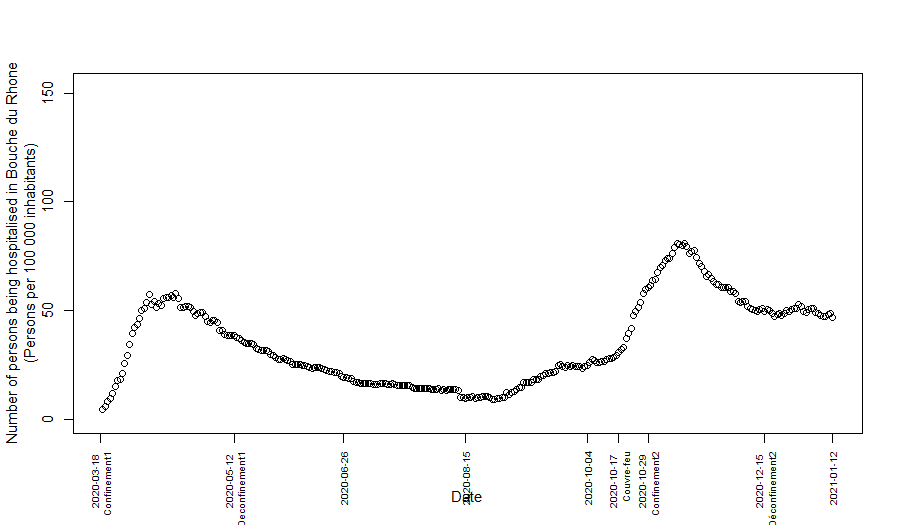 Number of persons being hospitalised in Bouche du Rhone
(Persons per 100 000 inhabitants)
150
100
50
0
2020-03-18
Confinement1
2020-05-12
Deconfinement1
2020-06-26
2020-08-15
2020-10-04
2020-10-17
Couvre-feu
2020-10-29
Confinement2
2020-12-15
Déconfinement2
2021-01-12
Date